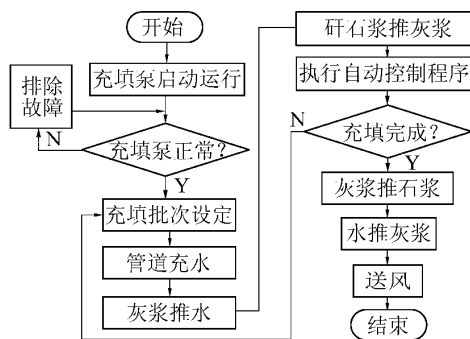 开始
充填泵启动运行
排除
故障
N
充填泵正常?
Y
充填批次设定
管道充水
灰浆推水
矸石浆推灰浆
执行自动控制程序
N
充填完成?
Y
灰浆推石浆
水推灰浆
送风
结束